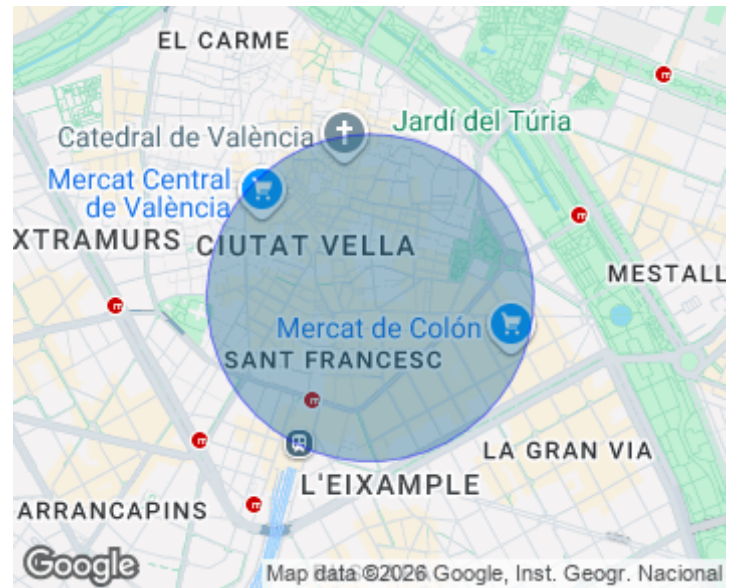 EL CARME
Catedral de València
Jardí del Túria
Mercat Central
de València
XTRAMURS
CIUTAT VELLA
MESTALL
Mercat de Colón
SANT FRANCESC
LA GRAN VIA
L'EIXAMPLE
ARRANCAPINS
Google
Map data ©2026 Google, Inst. Geogr. Nacional